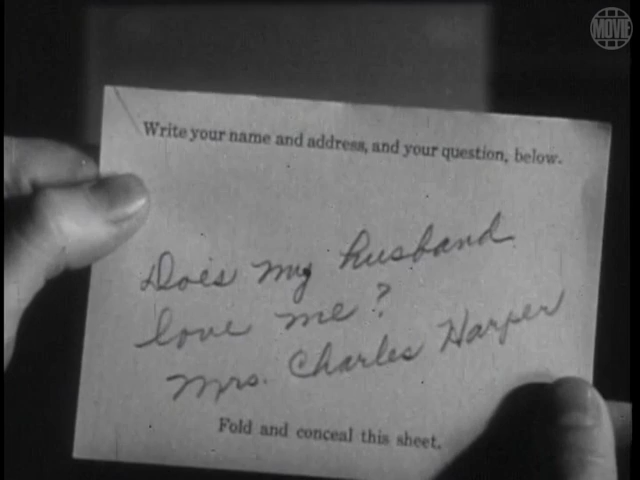 MOVIE
Write your name and address, and your question, below.
Does my husband
love me?
Mrs. Charles Harper
Fold and conceal this sheet.